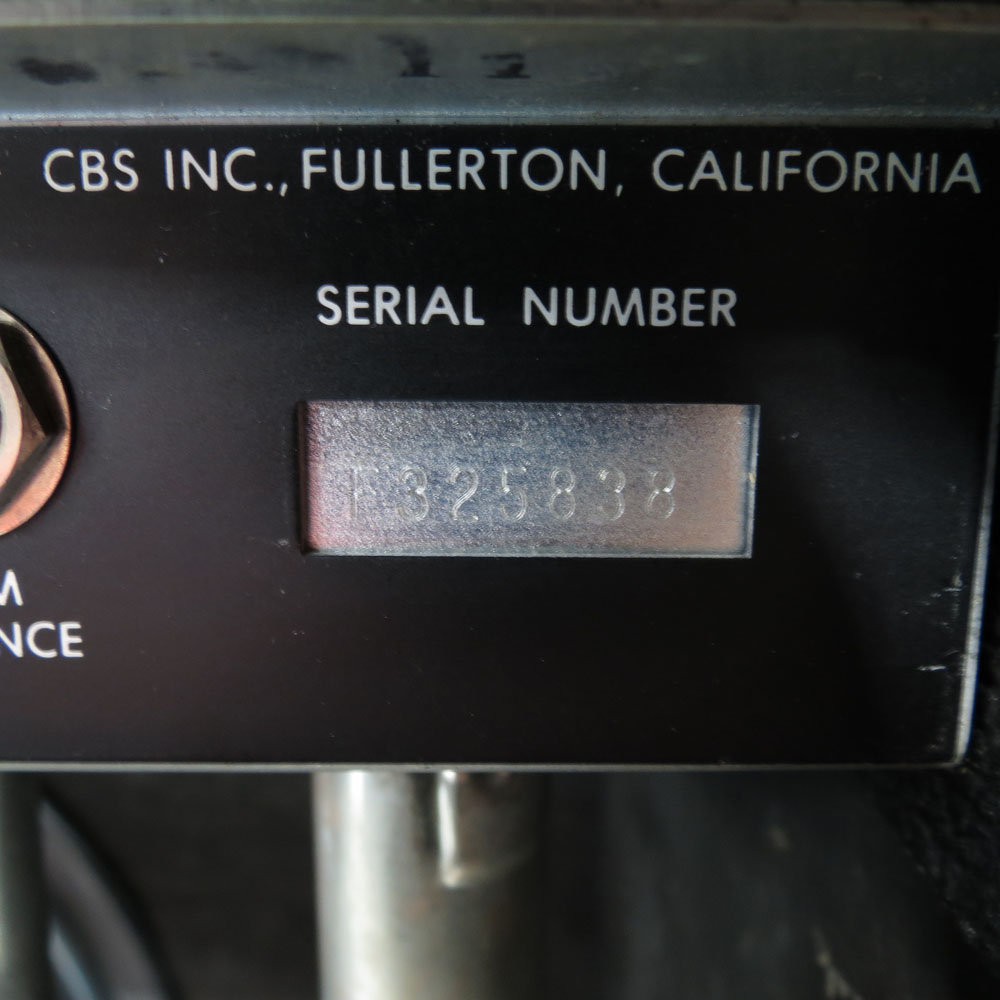 CBS INC., FULLERTON, CALIFORNIA
SERIAL NUMBER
F325838
M
NCE